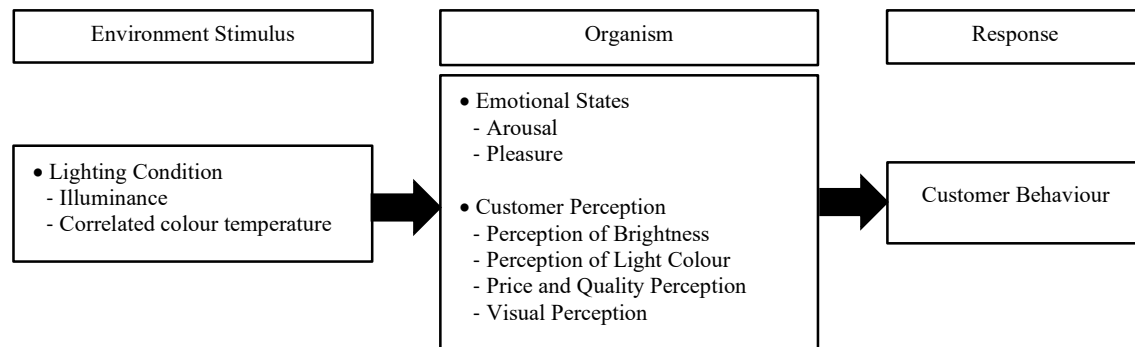 Environment Stimulus
Organism
Response
• Lighting Condition
- Illuminance
- Correlated colour temperature
• Emotional States
- Arousal
- Pleasure
• Customer Perception
- Perception of Brightness
- Perception of Light Colour
- Price and Quality Perception
- Visual Perception
Customer Behaviour